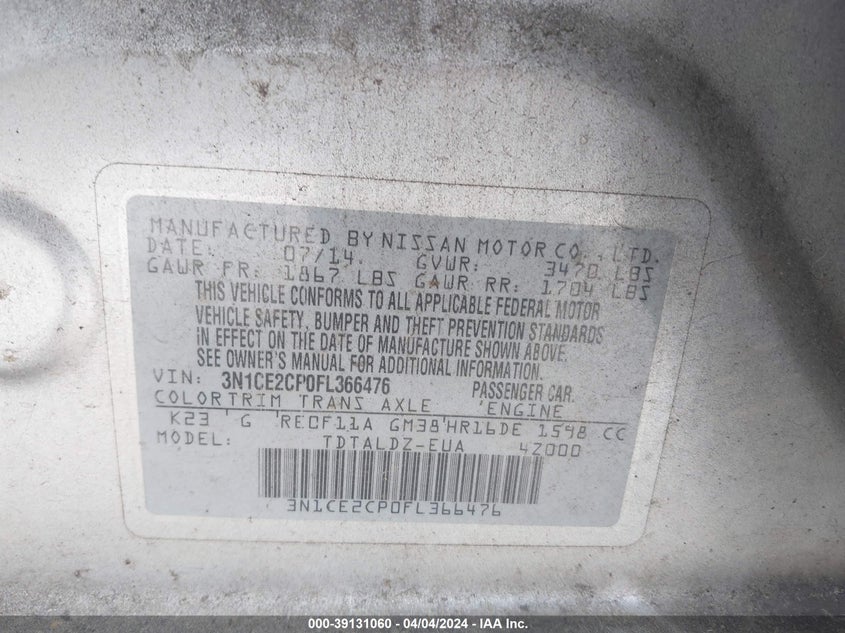 MANUFACTURED BY NISSAN MOTOR CO., LTD.
DATE: 07/14 GVWR: 3470 LBS
GAWR FR: 1867 LBS GAWR RR: 1704 LBS
THIS VEHICLE CONFORMS TO ALL APPLICABLE FEDERAL MOTOR
VEHICLE SAFETY, BUMPER AND THEFT PREVENTION STANDARDS
IN EFFECT ON THE DATE OF MANUFACTURE SHOWN ABOVE.
SEE OWNER'S MANUAL FOR ADDITIONAL INFORMATION.
VIN: 3N1CE2CP0FL366476 PASSENGER CAR.
COLOR TRIM TRANS AXLE ENGINE
K23 G RE0F11A GM38 HR16DE 1598 CC
MODEL: TDTALDZ-EUA 4Z000
3N1CE2CP0FL366476
000-39131060 - 04/04/2024 - IAA Inc.